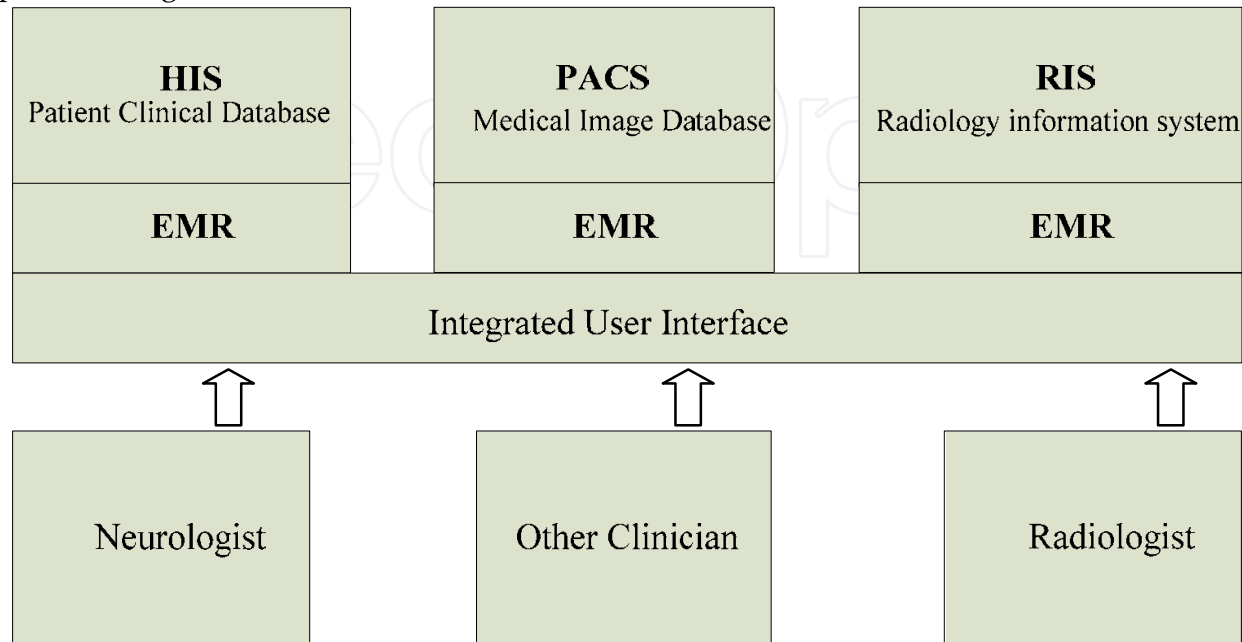 HIS
Patient Clinical Database
PACS
Medical Image Database
RIS
Radiology information system
EMR
EMR
EMR
Integrated User Interface
Neurologist
Other Clinician
Radiologist